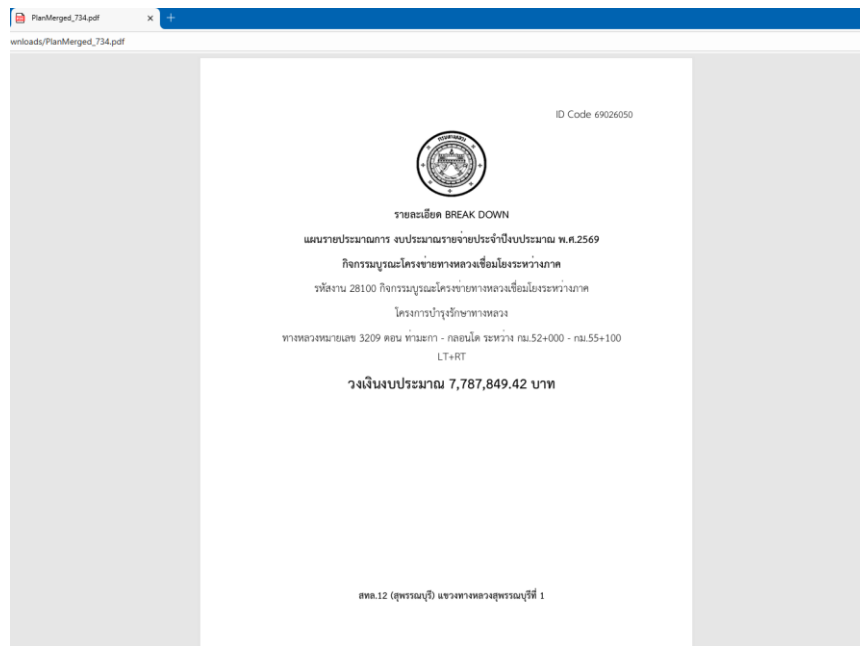 PlanMerged_734.pdf
wnloads/PlanMerged_734.pdf
ID Code 69026050
กรมทางหลวง
รายละเอียด BREAK DOWN
แผนรายประมาณการ งบประมาณรายจ่ายประจำปีงบประมาณ พ.ศ.2569
กิจกรรมบูรณะโครงข่ายทางหลวงเชื่อมโยงระหว่างภาค
รหัสงาน 28100 กิจกรรมบูรณะโครงข่ายทางหลวงเชื่อมโยงระหว่างภาค
โครงการบำรุงรักษาทางหลวง
ทางหลวงหมายเลข 3209 ตอน ท่ามะกา - กลอนโด ระหว่าง กม.52+000 - กม.55+100
LT+RT
วงเงินงบประมาณ 7,787,849.42 บาท
สทล.12 (สุพรรณบุรี) แขวงทางหลวงสุพรรณบุรีที่ 1